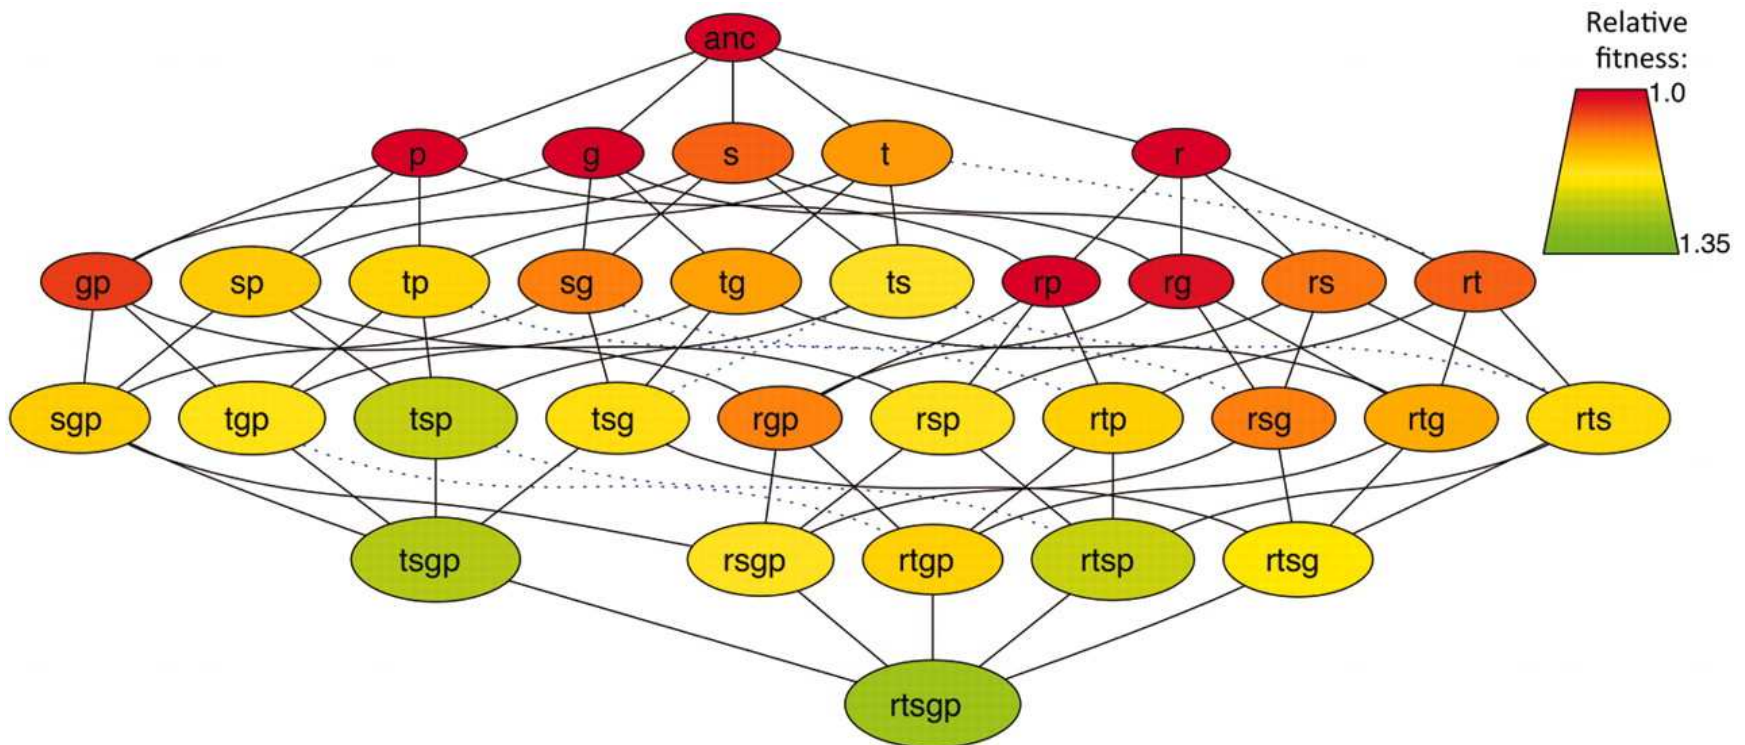 anc
Relative
fitness:
1.0
1.35
p g s t r
gp sp tp sg tg ts rp rg rs rt
sgp tgp tsp tsg rgp rsp rtp rsg rtg rts
tsgp rsgp rtgp rtsp rtsg
rtsgp